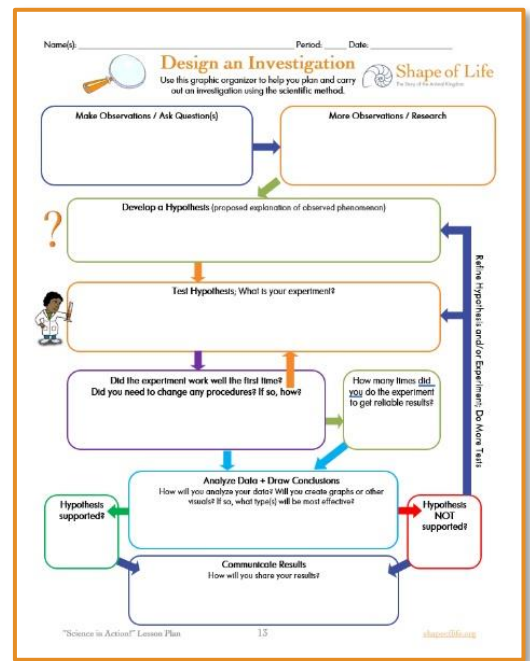 Name(s): Period: Date:
Design an Investigation
Use this graphic organizer to help you plan and carry
out an investigation using the scientific method.
Shape of Life
The Story of the Animal Kingdom
Make Observations / Ask Question(s)
More Observations / Research
Develop a Hypothesis (proposed explanation of observed phenomenon)
?
Test Hypothesis; What is your experiment?
Refine Hypothesis and/or Experiment; Do More Tests
Did the experiment work well the first time?
Did you need to change any procedures? If so, how?
How many times did
you do the experiment
to get reliable results?
Analyze Data + Draw Conclusions
How will you analyze your data? Will you create graphs or other
visuals? If so, what type(s) will be most effective?
Hypothesis
supported?
Hypothesis
NOT
supported?
Communicate Results
How will you share your results?
"Science is Action!" Lesson Plan 13 shapeoflife.org